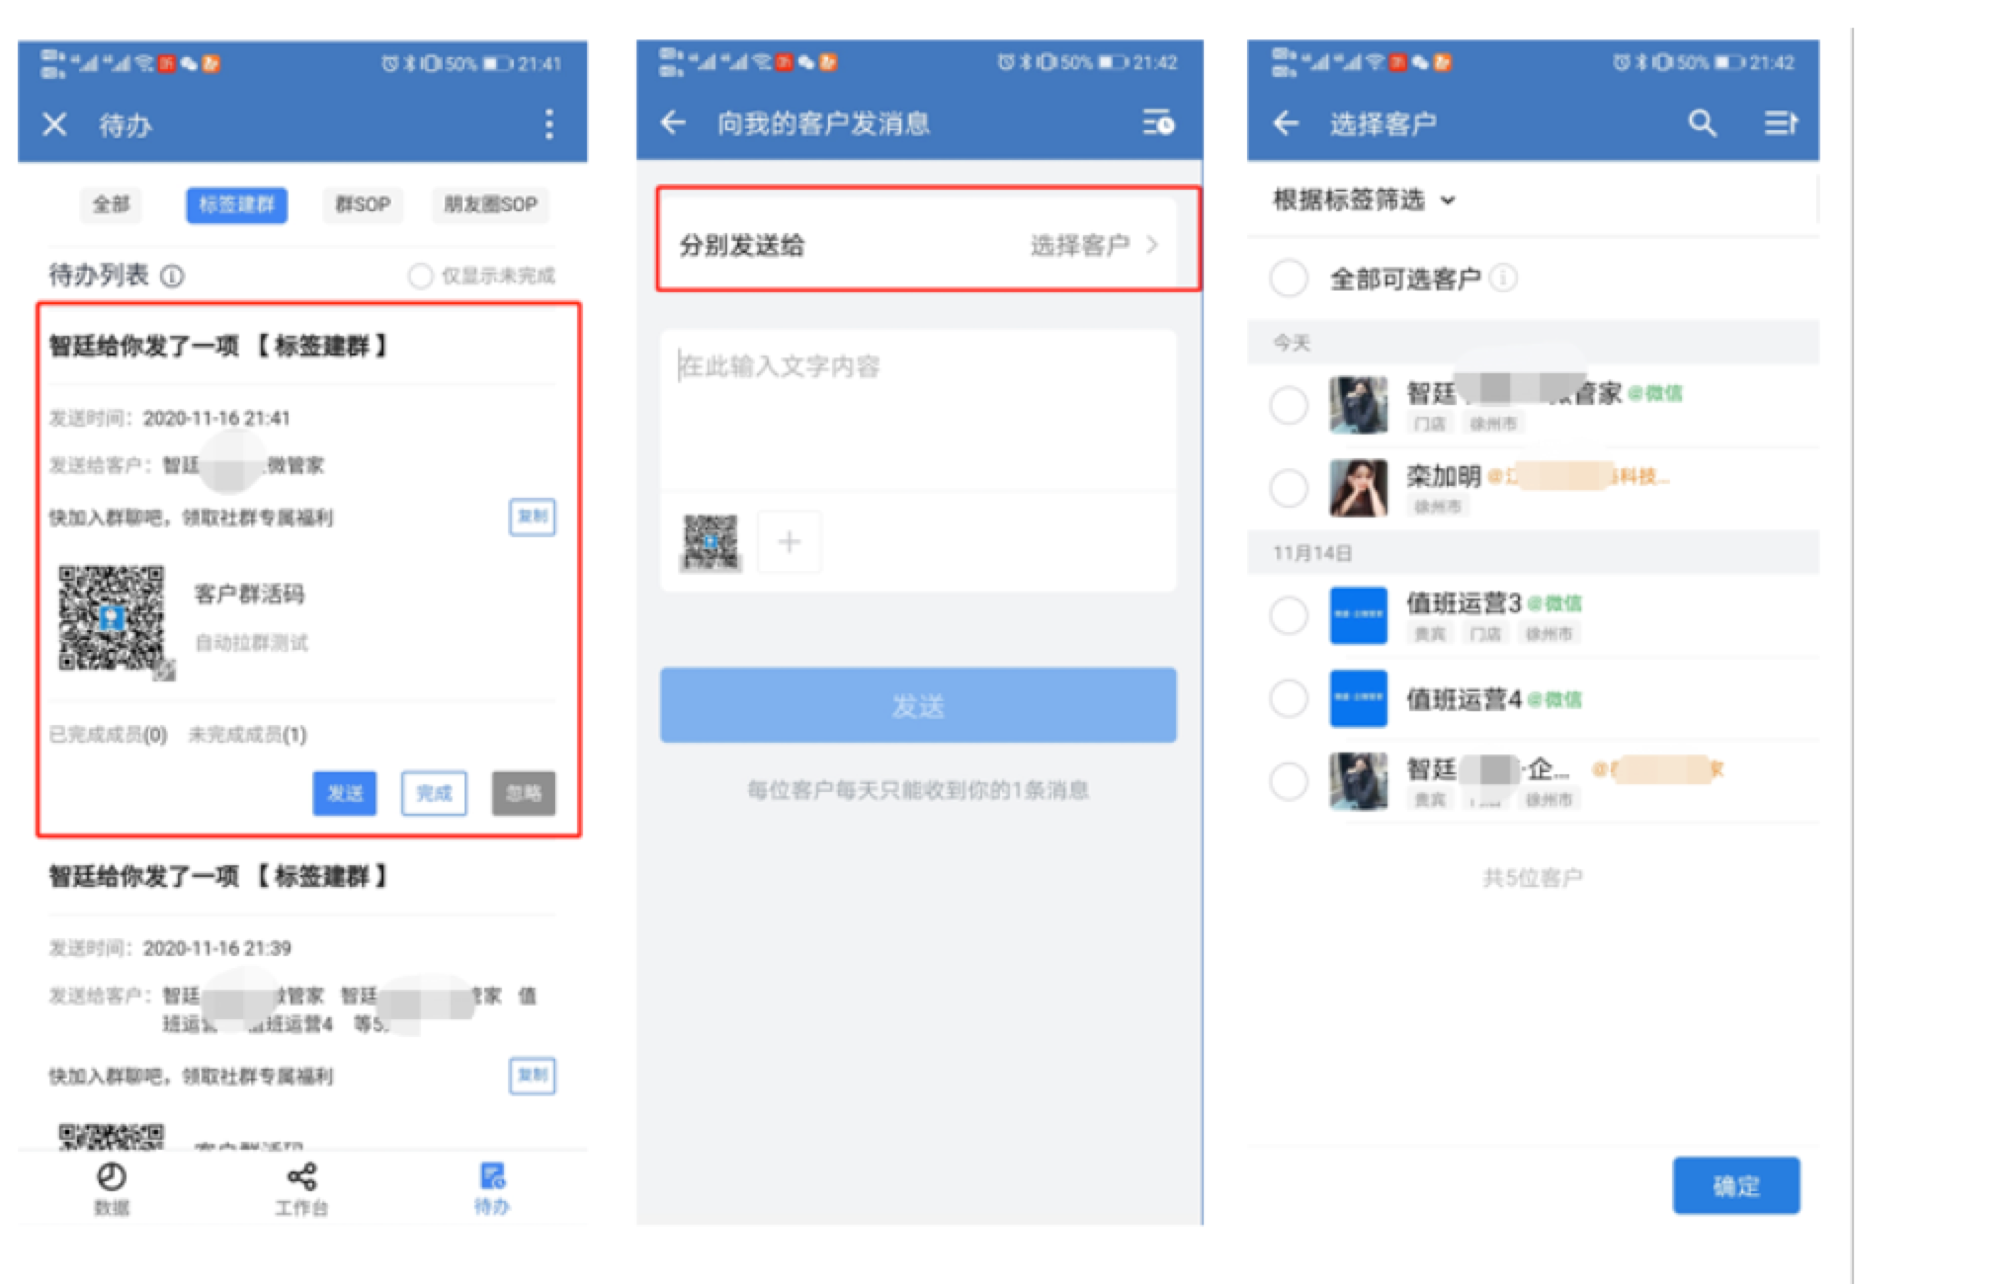 50% 21:41
待办
全部 标签建群 群SOP 朋友圈SOP
待办列表 仅显示未完成
智廷给你发了一项【标签建群】
发送时间: 2020-11-16 21:41
发送给客户: 智廷 微管家
快加入群聊吧，领取社群专属福利 复制
客户群活码
自动拉群测试
已完成成员(0) 未完成成员(1)
发送 完成 忽略
智廷给你发了一项【标签建群】
发送时间: 2020-11-16 21:39
发送给客户: 智廷 管家 智廷 家 值
班运 班运营4 等5
快加入群聊吧，领取社群专属福利 复制
客户群活码
数据 工作台 待办
50% 21:42
向我的客户发消息
分别发送给 选择客户
在此输入文字内容
发送
每位客户每天只能收到你的1条消息
50% 21:42
选择客户
根据标签筛选
全部可选客户
今天
智廷 管家 @微信
门店 徐州市
栾加明 @ 科技...
徐州市
11月14日
值班运营3 @微信
贵宾 门店 徐州市
值班运营4 @微信
智廷 ·企... @ 家
贵宾 徐州市
共5位客户
确定